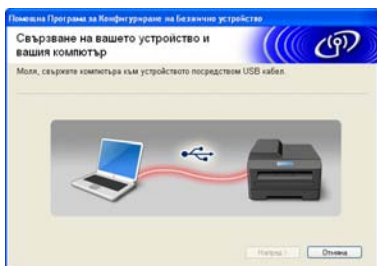 Помощна Програма за Конфигуриране на Безжично устройство
Свързване на вашето устройство и
вашия компютър
Моля, свържете компютъра към устройството посредством USB кабел.
Напред >
Отмяна